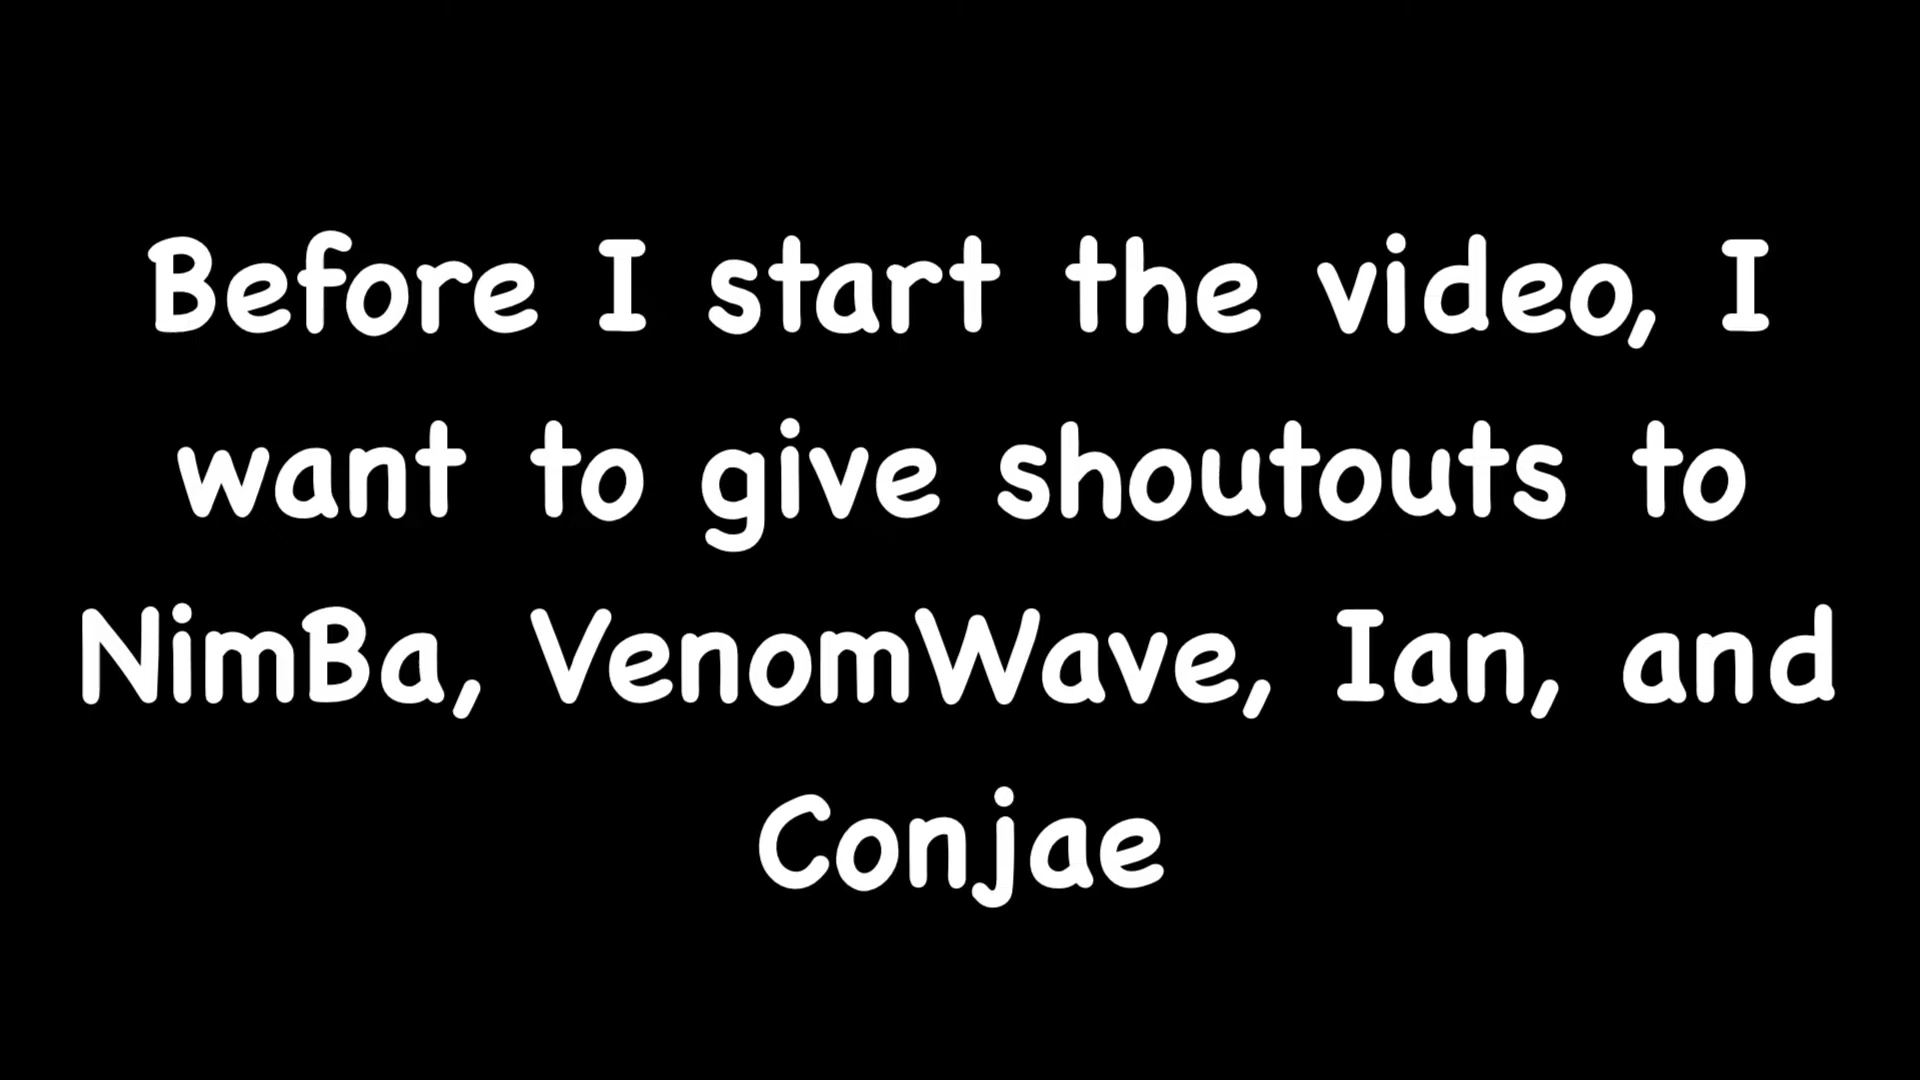 Before I start the video, I
want to give shoutouts to
NimBa, VenomWave, Ian, and
Conjae